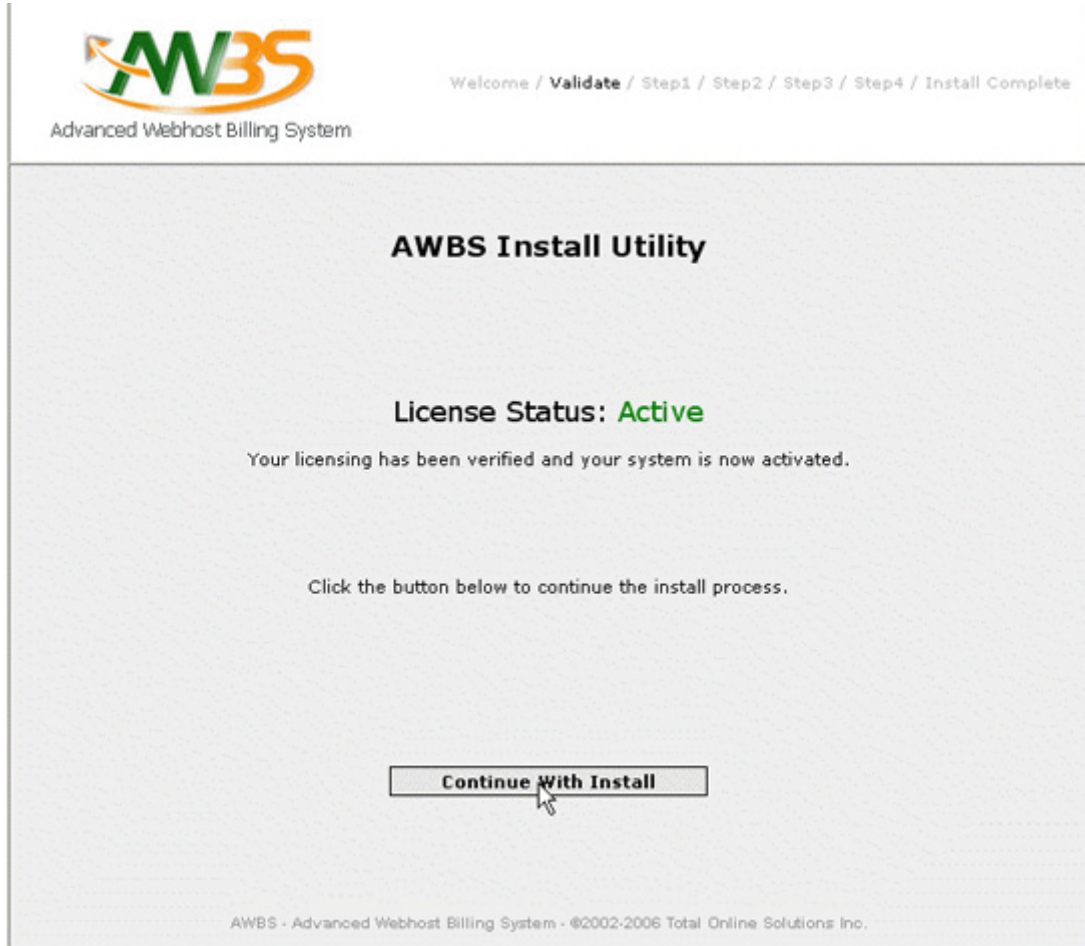 AWBS
Advanced Webhost Billing System
Welcome / Validate / Step1 / Step2 / Step3 / Step4 / Install Complete
AWBS Install Utility
License Status: Active
Your licensing has been verified and your system is now activated.
Click the button below to continue the install process.
Continue With Install
AWBS - Advanced Webhost Billing System - ©2002-2006 Total Online Solutions Inc.